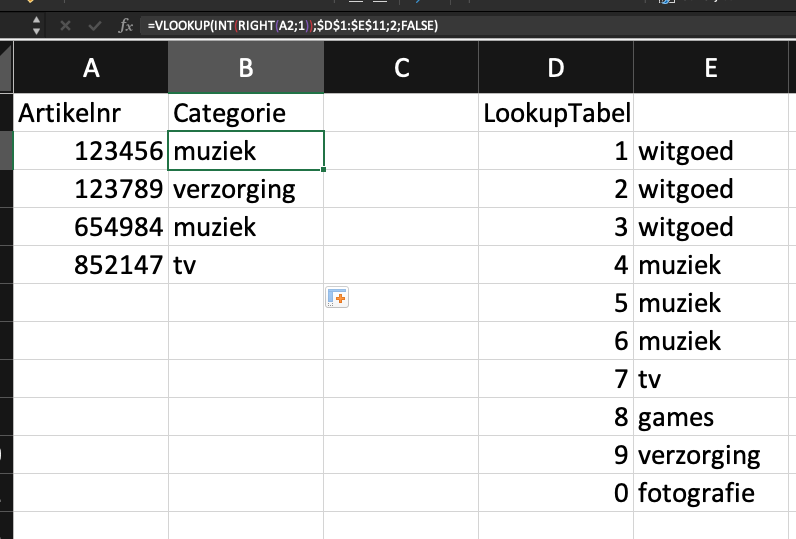 fx =VLOOKUP(INT(RIGHT(A2;1));$D$1:$E$11;2;FALSE)
A B C D E
Artikelnr Categorie LookupTabel
123456 muziek 1 witgoed
123789 verzorging 2 witgoed
654984 muziek 3 witgoed
852147 tv 4 muziek
5 muziek
6 muziek
7 tv
8 games
9 verzorging
0 fotografie